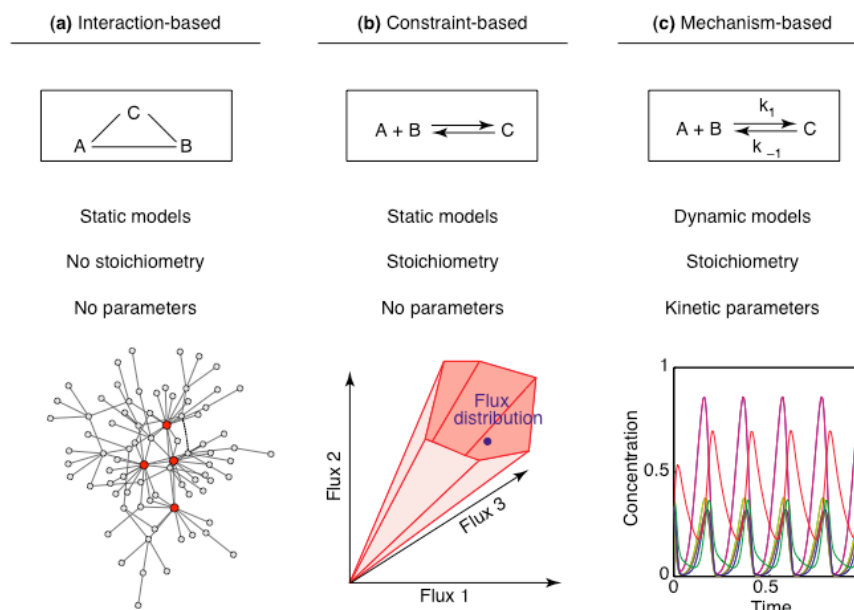 (a) Interaction-based
(b) Constraint-based
(c) Mechanism-based
C
A
B
A + B
C
k1
A + B
C
k-1
Static models
No stoichiometry
No parameters
Static models
Stoichiometry
No parameters
Dynamic models
Stoichiometry
Kinetic parameters
Flux 2
Flux
distribution
Flux 3
Flux 1
Concentration
1
0.5
0
0
0.5
Time